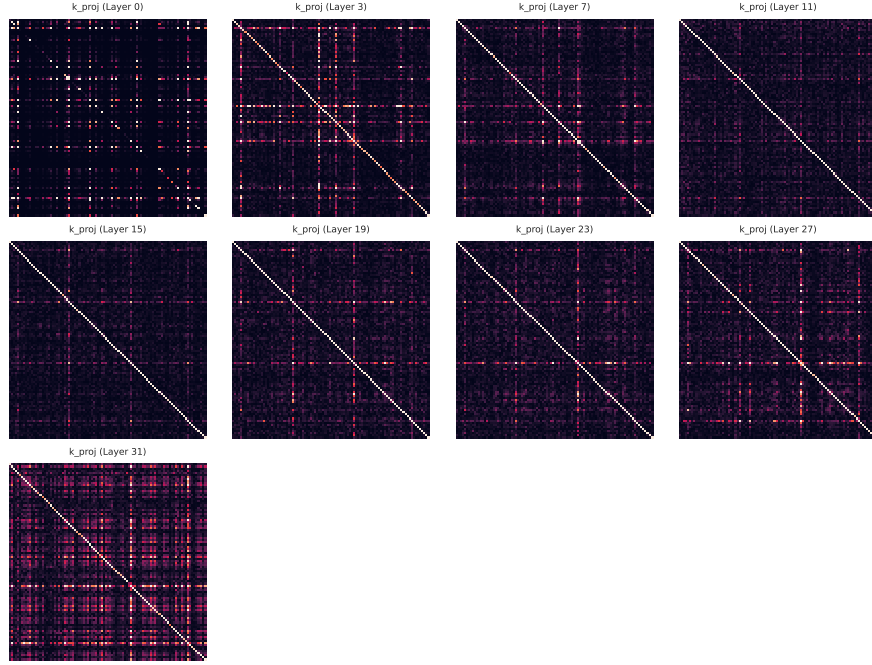 k_proj (Layer 0)
k_proj (Layer 3)
k_proj (Layer 7)
k_proj (Layer 11)
k_proj (Layer 15)
k_proj (Layer 19)
k_proj (Layer 23)
k_proj (Layer 27)
k_proj (Layer 31)